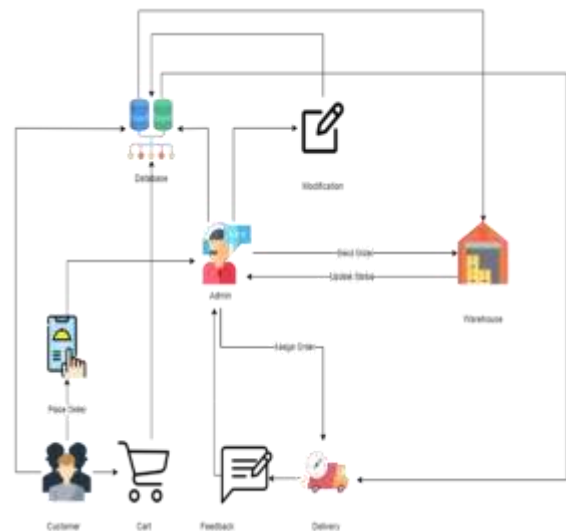 Database
Modification
Send Order
Update Status
Admin
Warehouse
Assign Order
Place Order
Customer
Cart
Feedback
Delivery